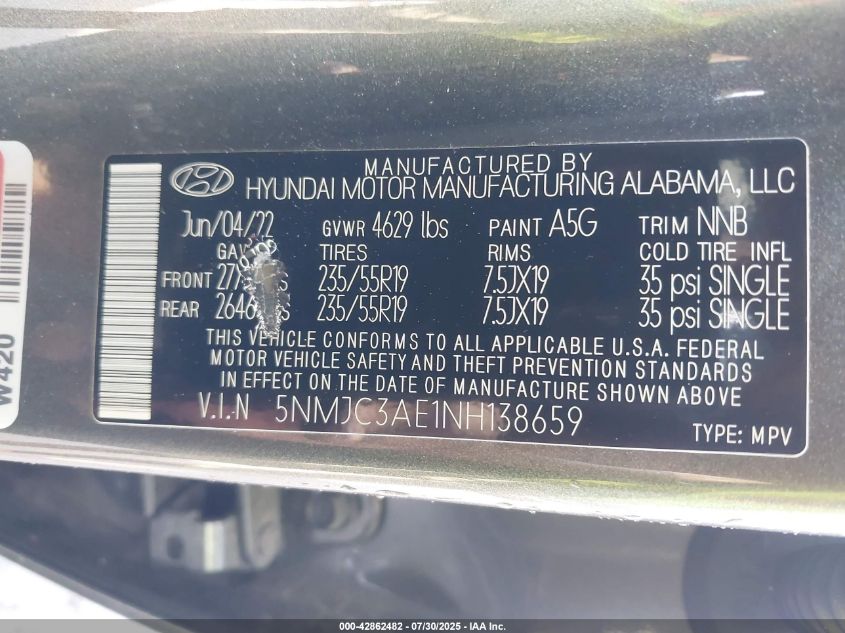 MANUFACTURED BY
HYUNDAI MOTOR MANUFACTURING ALABAMA, LLC
Jun/04/22 GVWR 4629 lbs PAINT A5G TRIM NNB
TIRES RIMS COLD TIRE INFL
FRONT 235/55R19 7.5JX19 35 psi SINGLE
REAR 235/55R19 7.5JX19 35 psi SINGLE
THIS VEHICLE CONFORMS TO ALL APPLICABLE U.S.A. FEDERAL
MOTOR VEHICLE SAFETY AND THEFT PREVENTION STANDARDS
IN EFFECT ON THE DATE OF MANUFACTURE SHOWN ABOVE
V.I.N 5NMJC3AE1NH138659
TYPE: MPV
W420
000-42862482 - 07/30/2025 - IAA Inc.